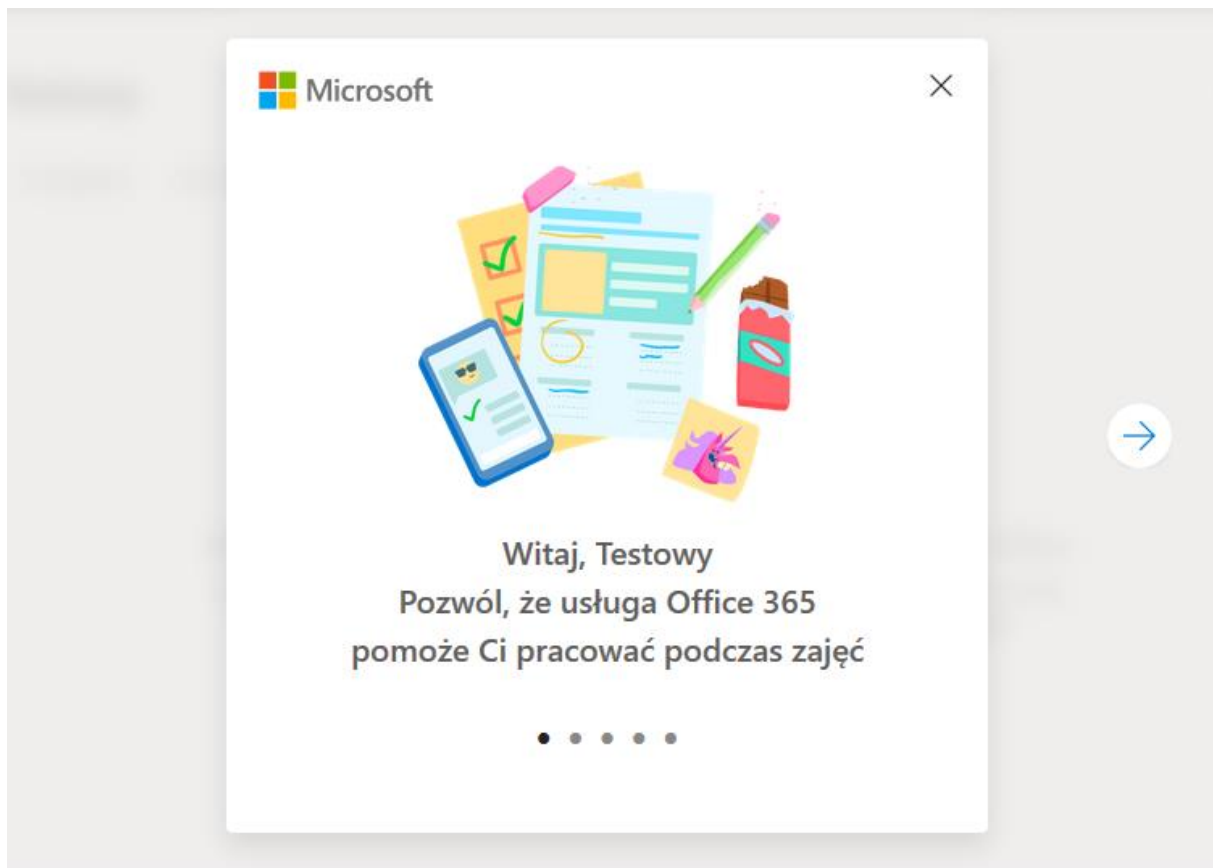 Microsoft
Witaj, Testowy
Pozwól, że usługa Office 365
pomoże Ci pracować podczas zajęć